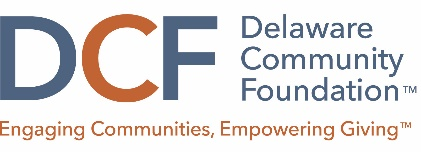 DCF
Delaware
Community
Foundation™
Engaging Communities, Empowering Giving™